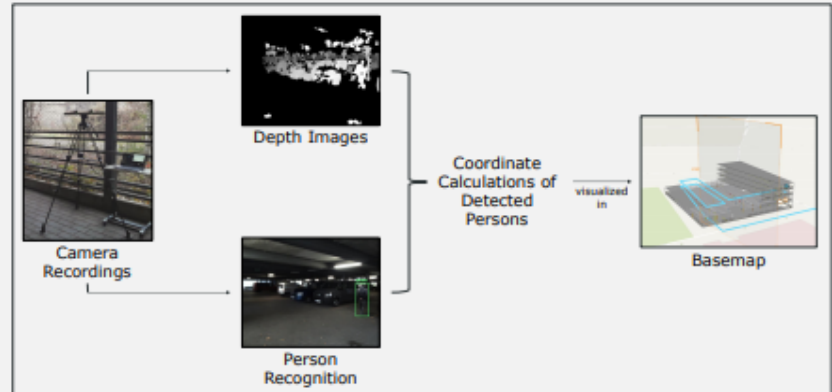 Depth Images
Camera
Recordings
Person
Recognition
Coordinate
Calculations of
Detected
Persons
visualized
in
Basemap